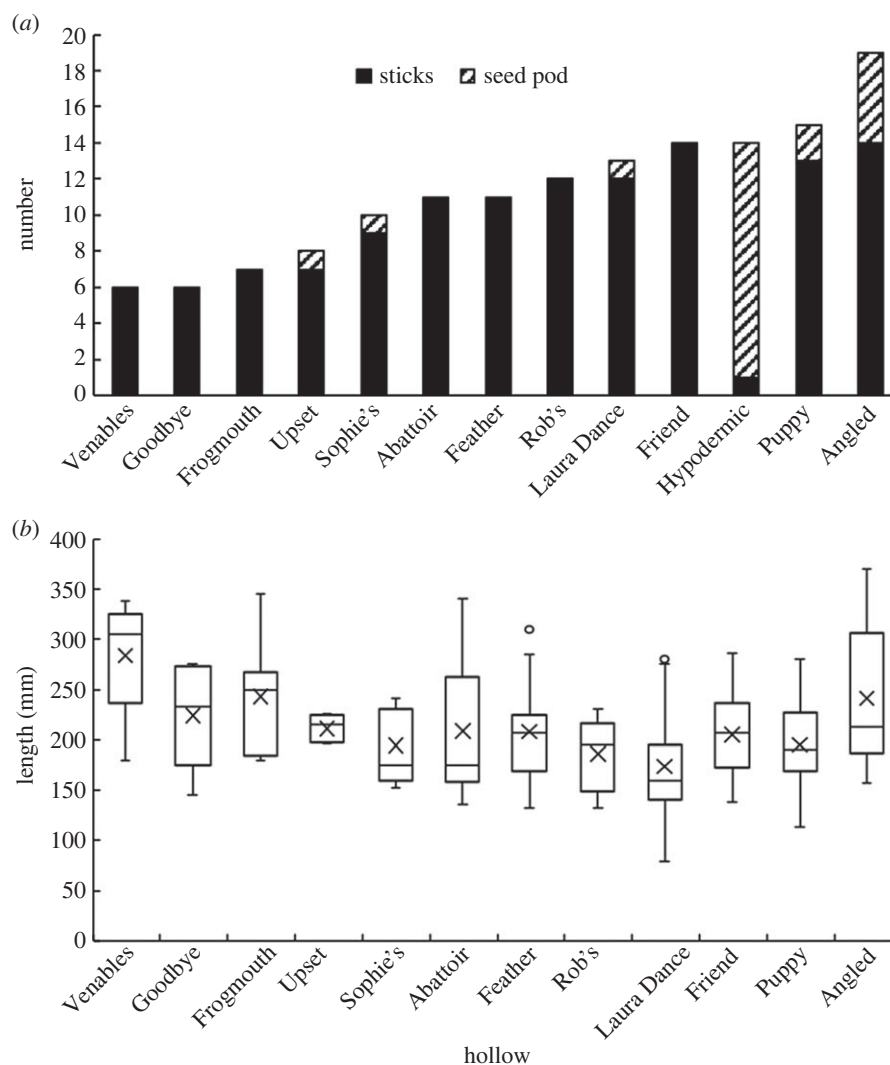 (a)
20
18
16
14
12
10
8
6
4
2
0
number
sticks seed pod
Venables
Goodbye
Frogmouth
Upset
Sophie's
Abattoir
Feather
Rob's
Laura Dance
Friend
Hypodermic
Puppy
Angled
(b)
400
350
300
250
200
150
100
50
0
length (mm)
Venables
Goodbye
Frogmouth
Upset
Sophie's
Abattoir
Feather
Rob's
Laura Dance
Friend
Puppy
Angled
hollow